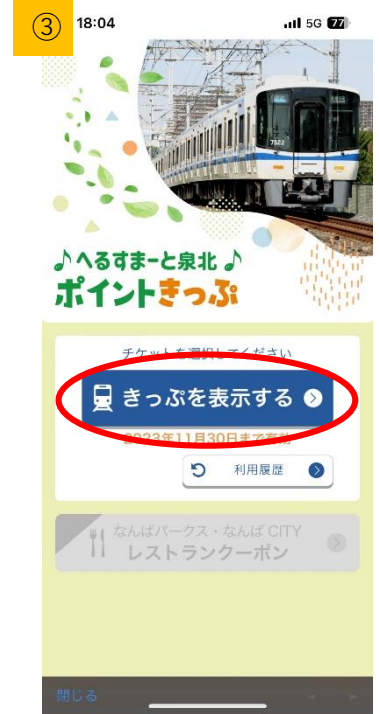 ③
18:04
5G 77
7522
♪へるすまーと泉北♪
ポイントきっぷ
チケットを選択してください
きっぷを表示する
2023年11月30日まで有効
利用履歴
なんばパークス・なんばCITY
レストランクーポン
閉じる